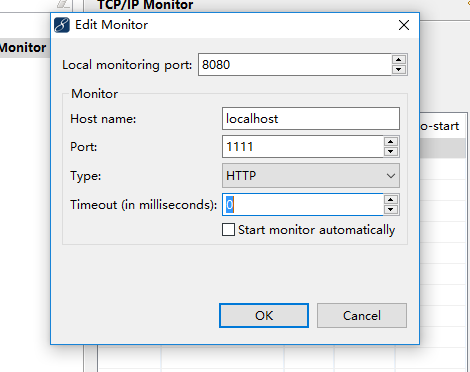 TCP/IP Monitor
Edit Monitor
Monitor
Local monitoring port: 8080
Monitor
Host name: localhost
o-start
Port: 1111
Type: HTTP
Timeout (in milliseconds): 0
Start monitor automatically
OK Cancel